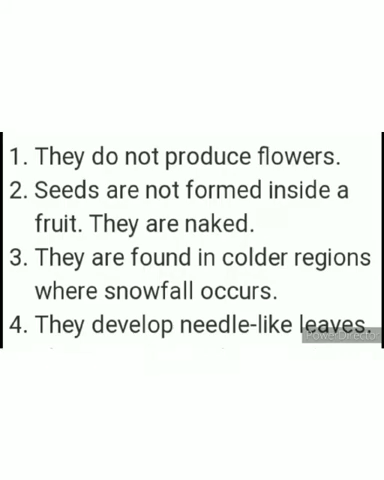 1. They do not produce flowers.
2. Seeds are not formed inside a
fruit. They are naked.
3. They are found in colder regions
where snowfall occurs.
4. They develop needle-like leaves.
PowerDirector